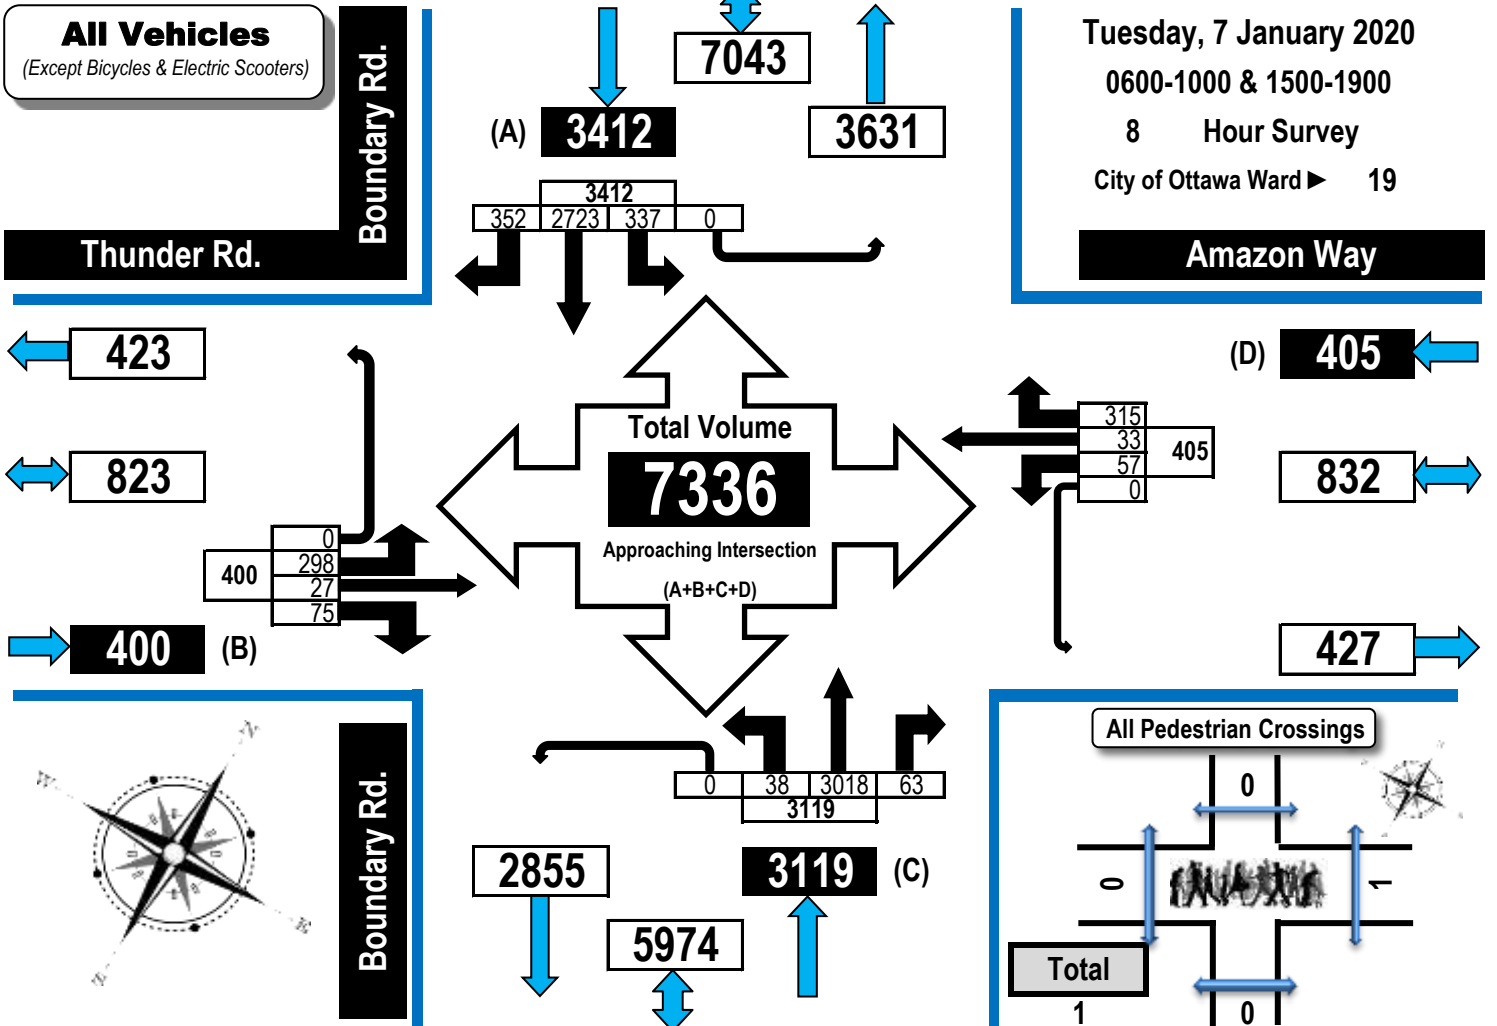 All Vehicles
(Except Bicycles & Electric Scooters)
Boundary Rd.
Thunder Rd.
7043
(A) 3412
3631
3412
352 2723 337 0
Tuesday, 7 January 2020
0600-1000 & 1500-1900
8 Hour Survey
City of Ottawa Ward ► 19
Amazon Way
423
823
0
298
27
75
400
400 (B)
Total Volume
7336
Approaching Intersection
(A+B+C+D)
(D) 405
315
33
57
0
405
832
427
N
W
E
S
Boundary Rd.
0 38 3018 63
3119
2855
3119 (C)
5974
All Pedestrian Crossings
0
0
1
Total
1
0